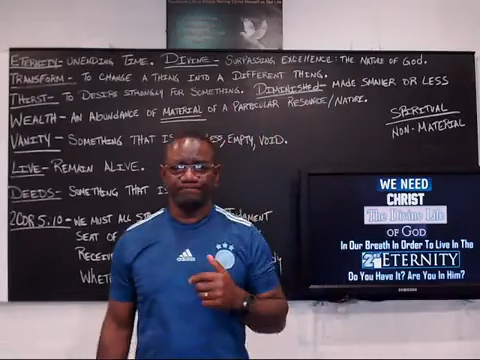 ETERNITY- UNENDING TIME. DIVINE- SURPASSING EXCELLENCE: THE NATURE OF GOD.
TRANSFORM- TO CHANGE A THING INTO A DIFFERENT THING.
THIRST- TO DESIRE STRONGLY FOR SOMETHING. DIMINISHED- MADE SMALLER OR LESS
WEALTH- AN ABUNDANCE OF MATERIAL OF A PARTICULAR RESOURCE/NATURE.
SPIRITUAL
NON-MATERIAL
VANITY- SOMETHING THAT IS EMPTY, VOID.
LIVE- REMAIN ALIVE.
DEEDS- SOMETHING THAT IS
2COR 5:10- WE MUST ALL
SEAT OF
adidas
WE NEED
CHRIST
The Divine Life
OF GOD
In Our Breath In Order To Live In The
2nd ETERNITY
Do You Have It? Are You In Him?
SAMSUNG